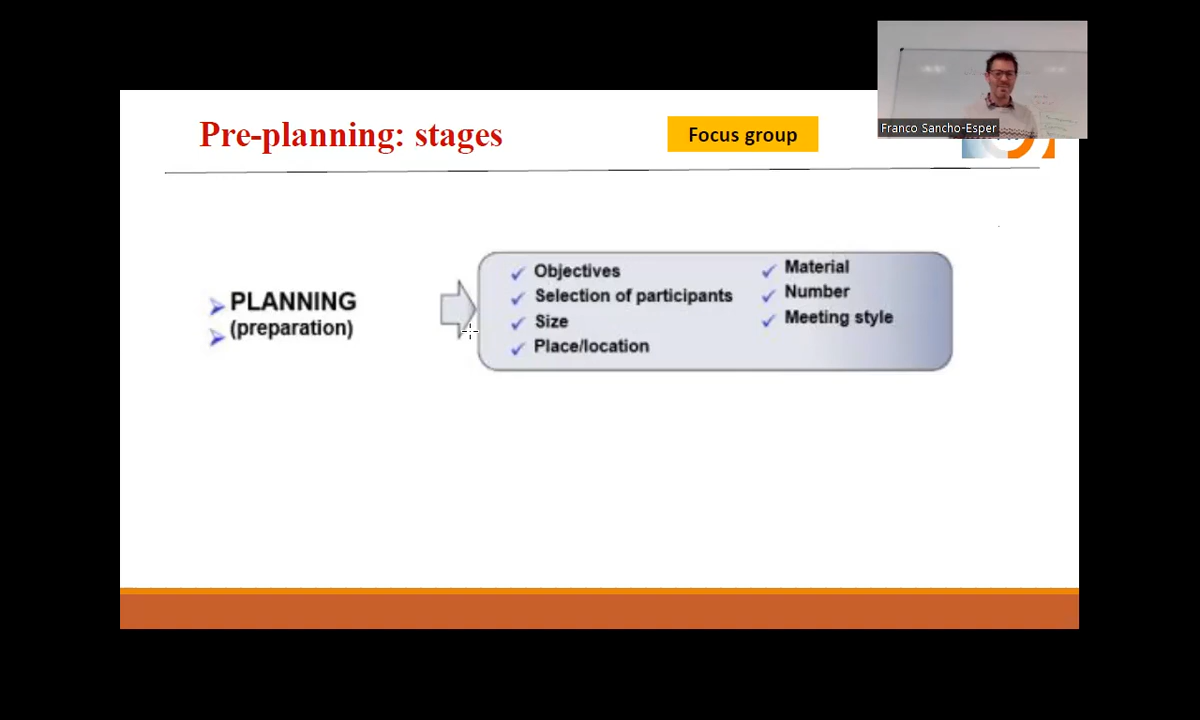 Pre-planning: stages
Focus group
Franco Sancho-Esper
PLANNING
(preparation)
Objectives
Selection of participants
Size
Place/location
Material
Number
Meeting style